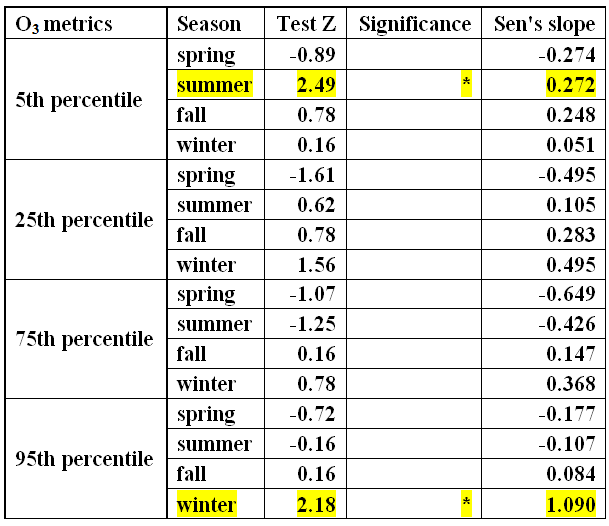 O3 metrics Season Test Z Significance Sen's slope
5th percentile
spring -0.89 -0.274
summer 2.49 * 0.272
fall 0.78 0.248
winter 0.16 0.051
25th percentile
spring -1.61 -0.495
summer 0.62 0.105
fall 0.78 0.283
winter 1.56 0.495
75th percentile
spring -1.07 -0.649
summer -1.25 -0.426
fall 0.16 0.147
winter 0.78 0.368
95th percentile
spring -0.72 -0.177
summer -0.16 -0.107
fall 0.16 0.084
winter 2.18 * 1.090